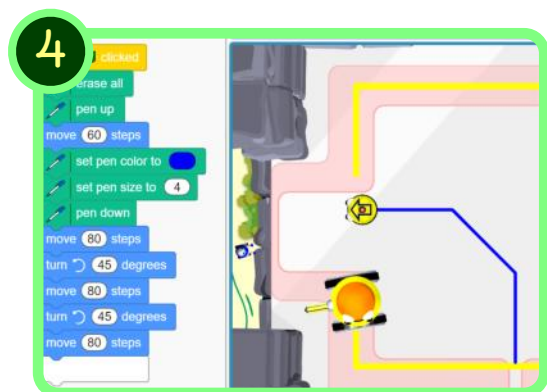 4
clicked
erase all
pen up
move 60 steps
set pen color to
set pen size to 4
pen down
move 80 steps
turn 45 degrees
move 80 steps
turn 45 degrees
move 80 steps